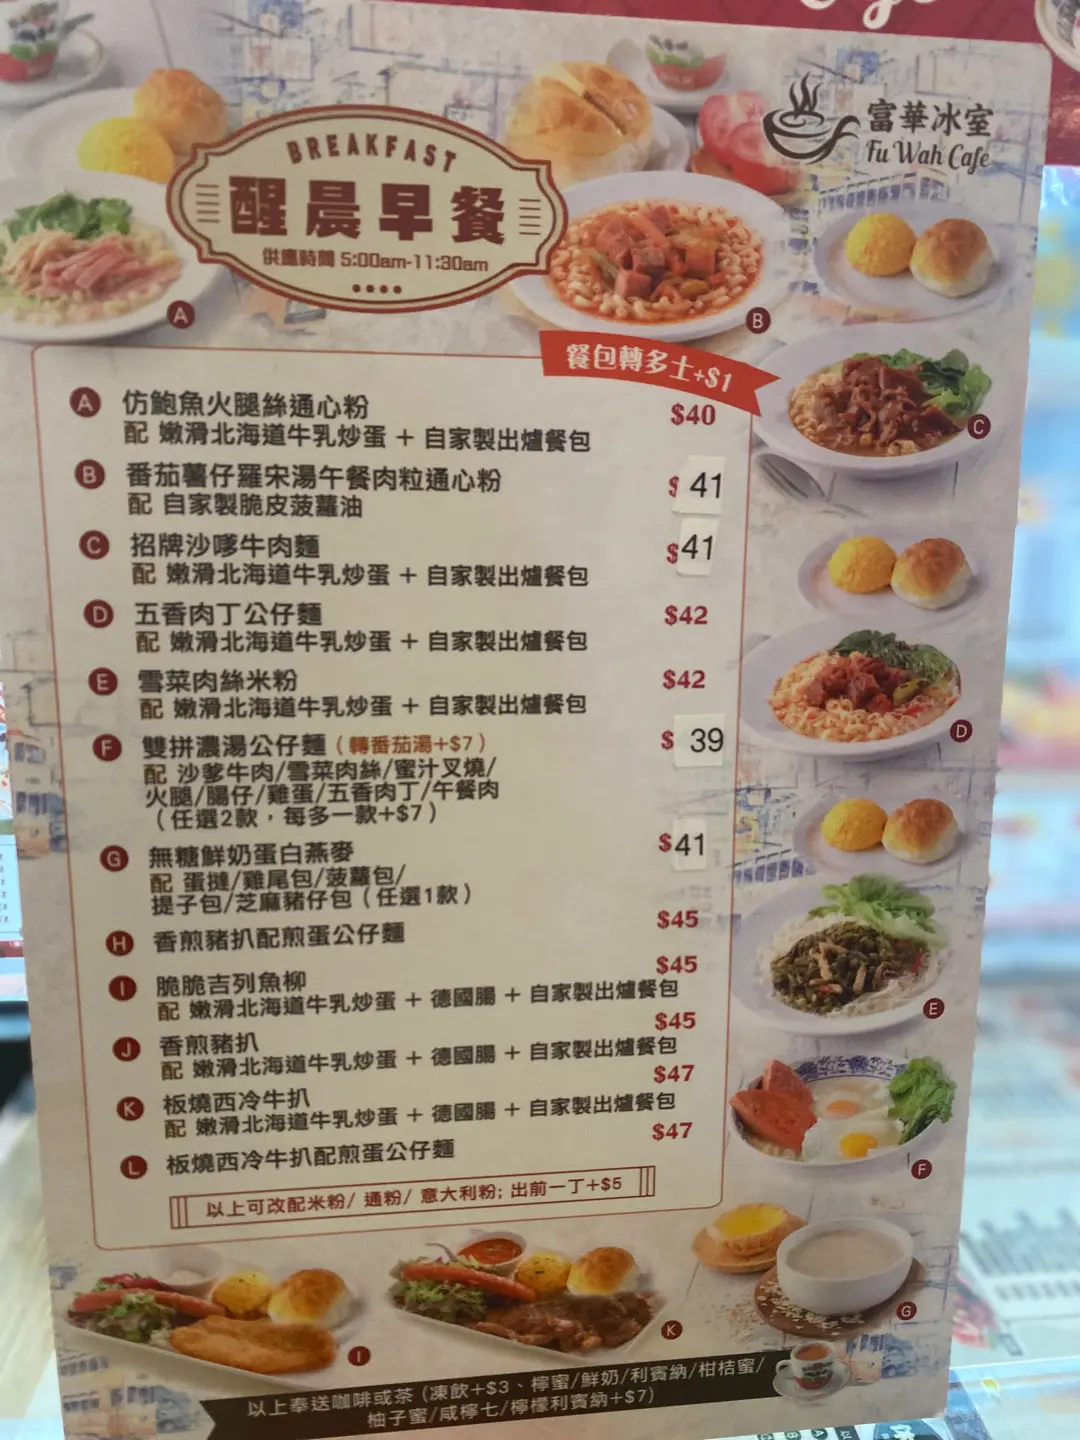 富華冰室
Fu Wah Cafe
BREAKFAST
醒晨早餐
供應時間 5:00am-11:30am
A
B
餐包轉多士+$1
A 仿鮑魚火腿絲通心粉 $40
配 嫩滑北海道牛乳炒蛋 + 自家製出爐餐包
B 番茄薯仔羅宋湯午餐肉粒通心粉 $ 41
配 自家製脆皮菠蘿油
C 招牌沙嗲牛肉麵 $41
配 嫩滑北海道牛乳炒蛋 + 自家製出爐餐包
D 五香肉丁公仔麵 $42
配 嫩滑北海道牛乳炒蛋 + 自家製出爐餐包
E 雪菜肉絲米粉 $42
配 嫩滑北海道牛乳炒蛋 + 自家製出爐餐包
F 雙拼濃湯公仔麵（轉番茄湯+$7） $ 39
配 沙爹牛肉/雪菜肉絲/蜜汁叉燒/
火腿/腸仔/雞蛋/五香肉丁/午餐肉
（任選2款，每多一款+$7）
G 無糖鮮奶蛋白燕麥 $41
配 蛋撻/雞尾包/菠蘿包/
提子包/芝麻豬仔包（任選1款）
H 香煎豬扒配煎蛋公仔麵 $45
I 脆脆吉列魚柳 $45
配 嫩滑北海道牛乳炒蛋 + 德國腸 + 自家製出爐餐包
J 香煎豬扒 $45
配 嫩滑北海道牛乳炒蛋 + 德國腸 + 自家製出爐餐包
K 板燒西冷牛扒 $47
配 嫩滑北海道牛乳炒蛋 + 德國腸 + 自家製出爐餐包
L 板燒西冷牛扒配煎蛋公仔麵 $47
以上可改配米粉/ 通粉/ 意大利粉; 出前一丁+$5
C
D
E
F
G
I
K
以上奉送咖啡或茶 (凍飲+$3、檸蜜/鮮奶/利賓納/柑桔蜜/
柚子蜜/咸檸七/檸檬利賓納+$7)